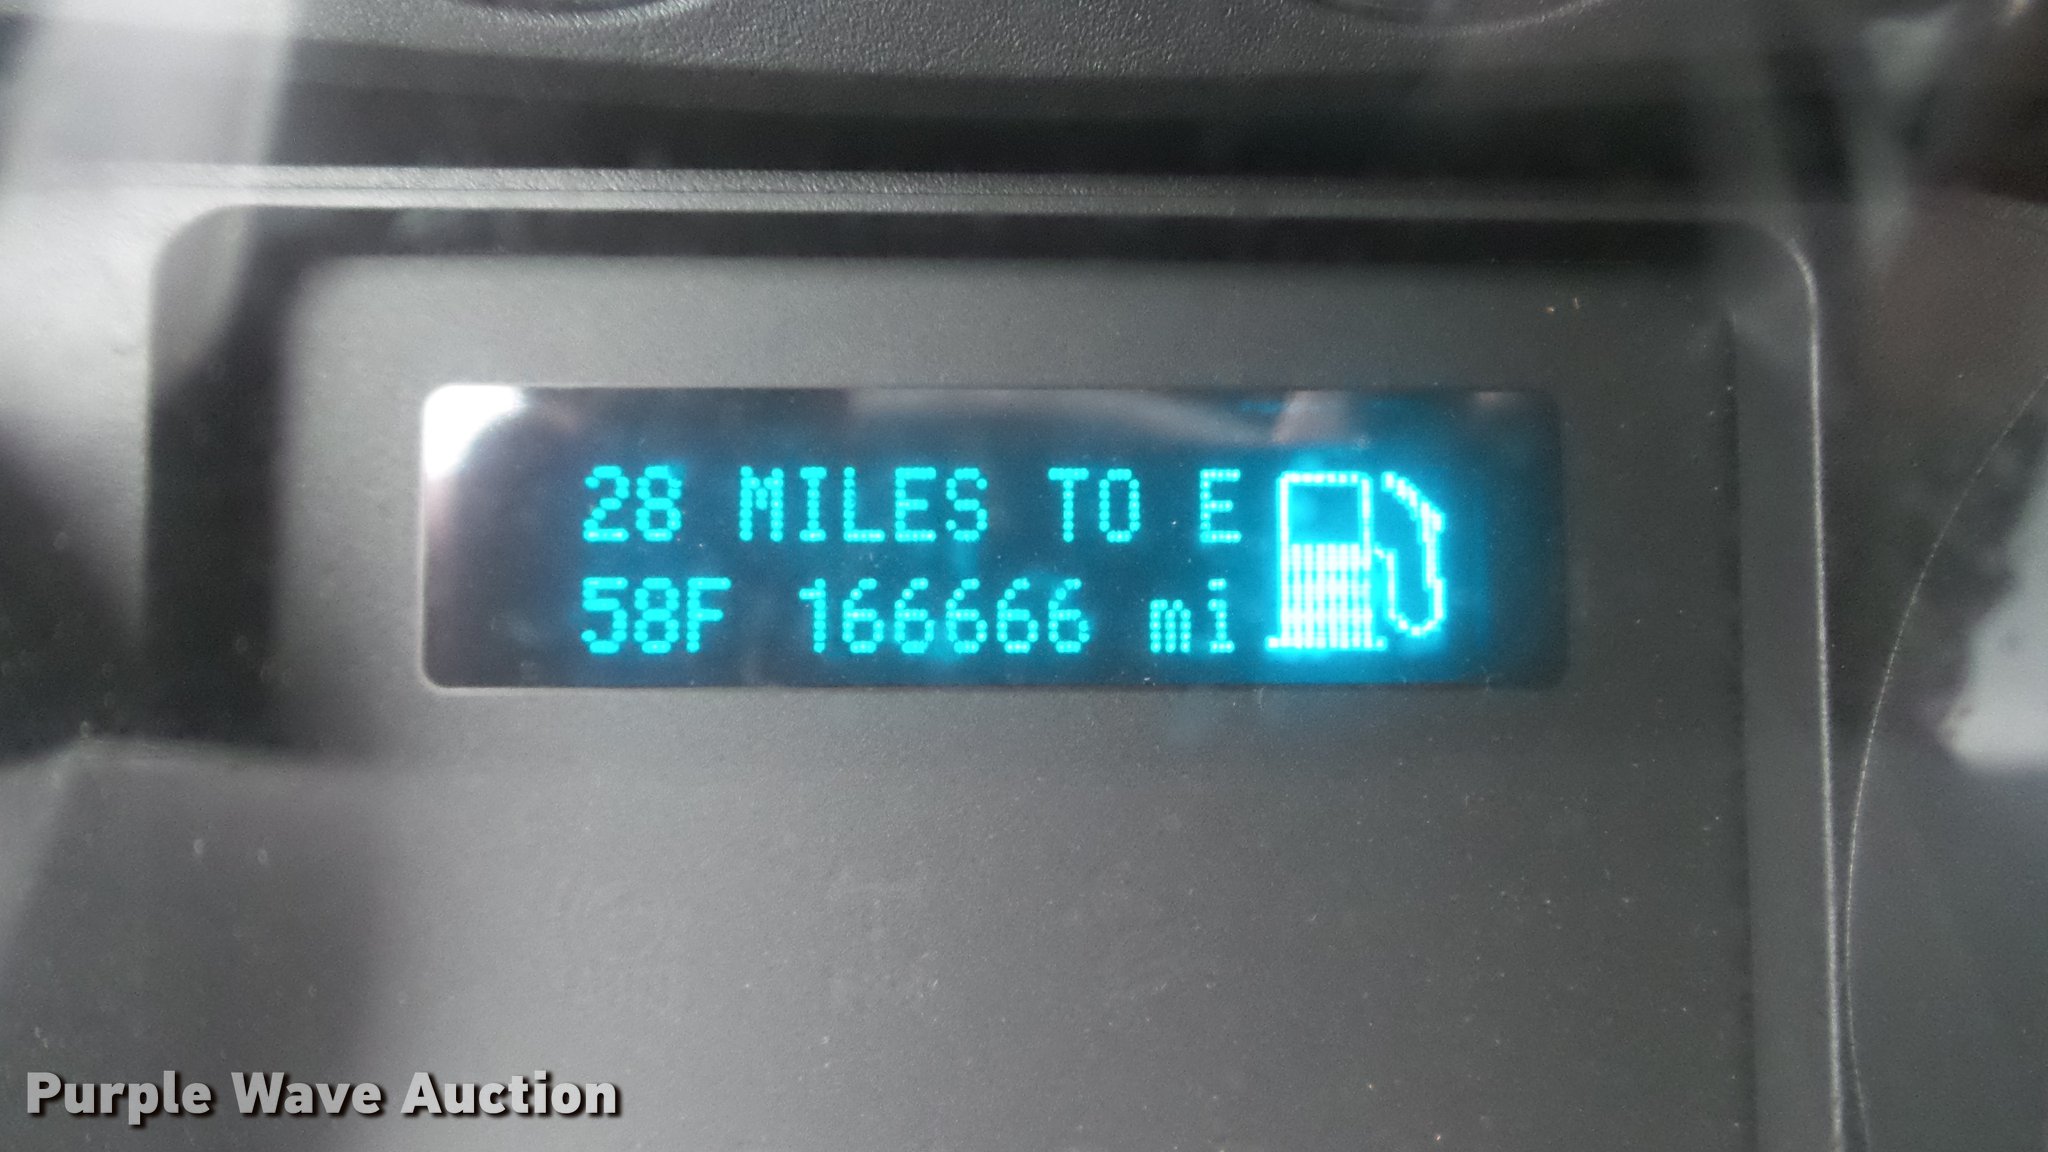 28 MILES TO E
58F 166666 mi
Purple Wave Auction